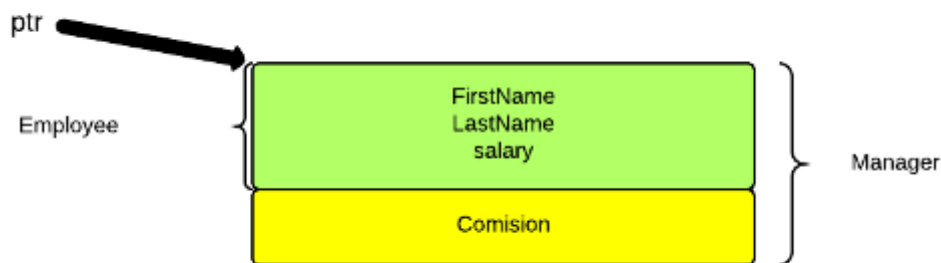 ptr
FirstName
LastName
salary
Employee
Manager
Comision